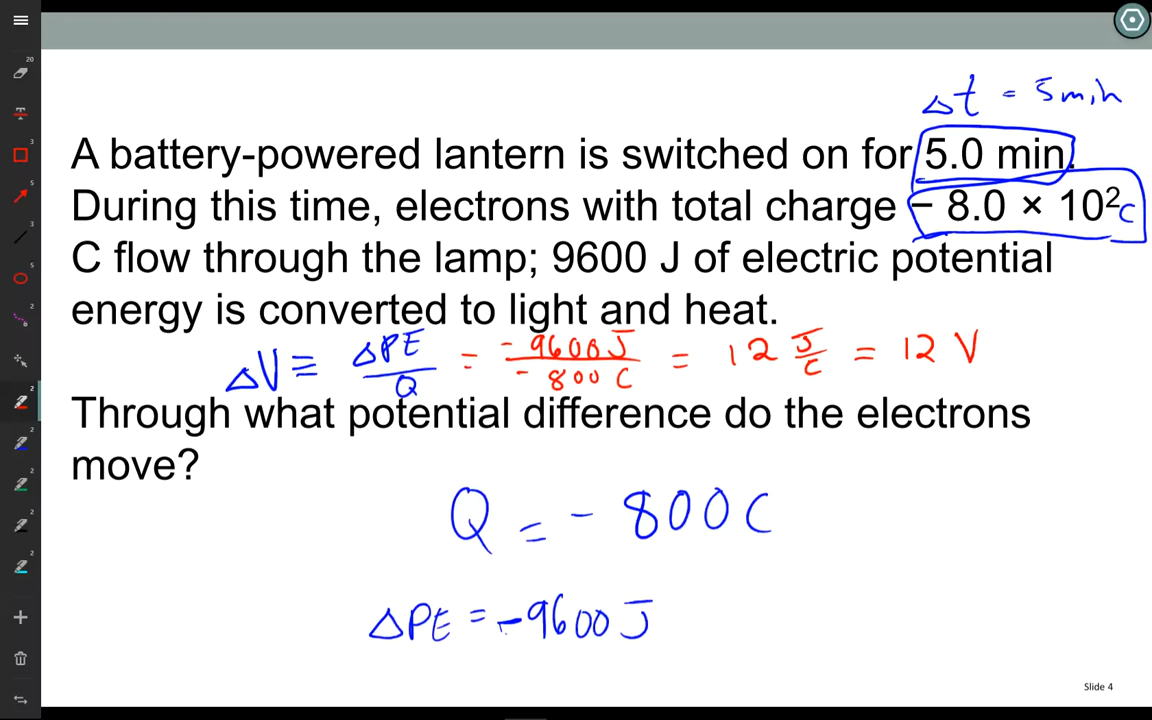 Δt = 5min
A battery-powered lantern is switched on for 5.0 min.
During this time, electrons with total charge − 8.0 × 10² C
C flow through the lamp; 9600 J of electric potential
energy is converted to light and heat.
ΔV ≡ ΔPE / Q = -9600 J / -800 C = 12 J/C = 12 V
Through what potential difference do the electrons
move?
Q = - 800 C
ΔPE = -9600 J
Slide 4